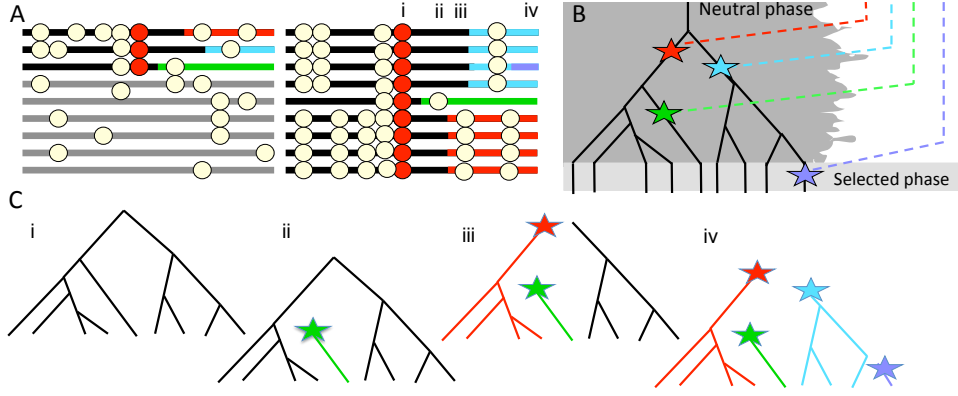 A
i ii iii iv
B
Neutral phase
Selected phase
C
i
ii
iii
iv